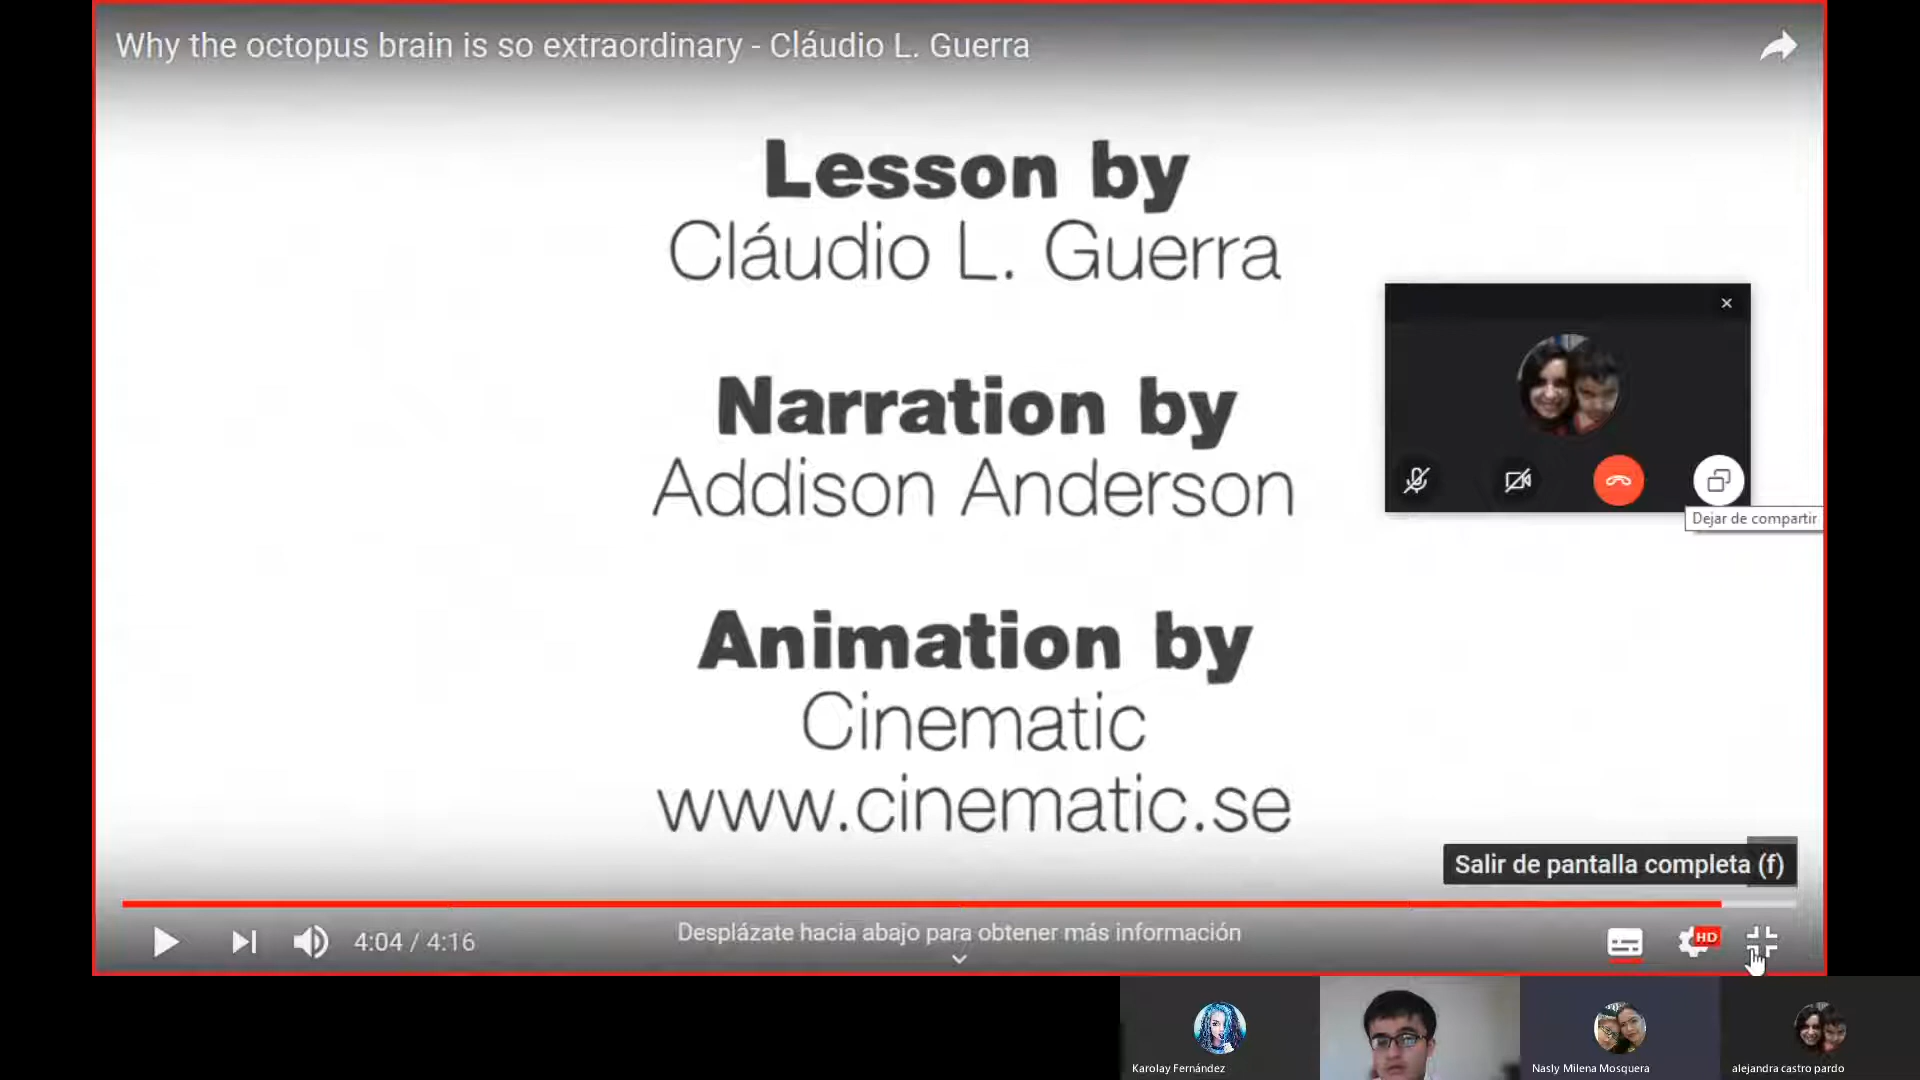 Why the octopus brain is so extraordinary - Cláudio L. Guerra
Lesson by
Cláudio L. Guerra
Narration by
Addison Anderson
Animation by
Cinematic
www.cinematic.se
Dejar de compartir
Salir de pantalla completa (f)
4:04 / 4:16
Desplázate hacia abajo para obtener más información
HD
Karolay Fernández
Nasly Milena Mosquera
alejandra castro pardo